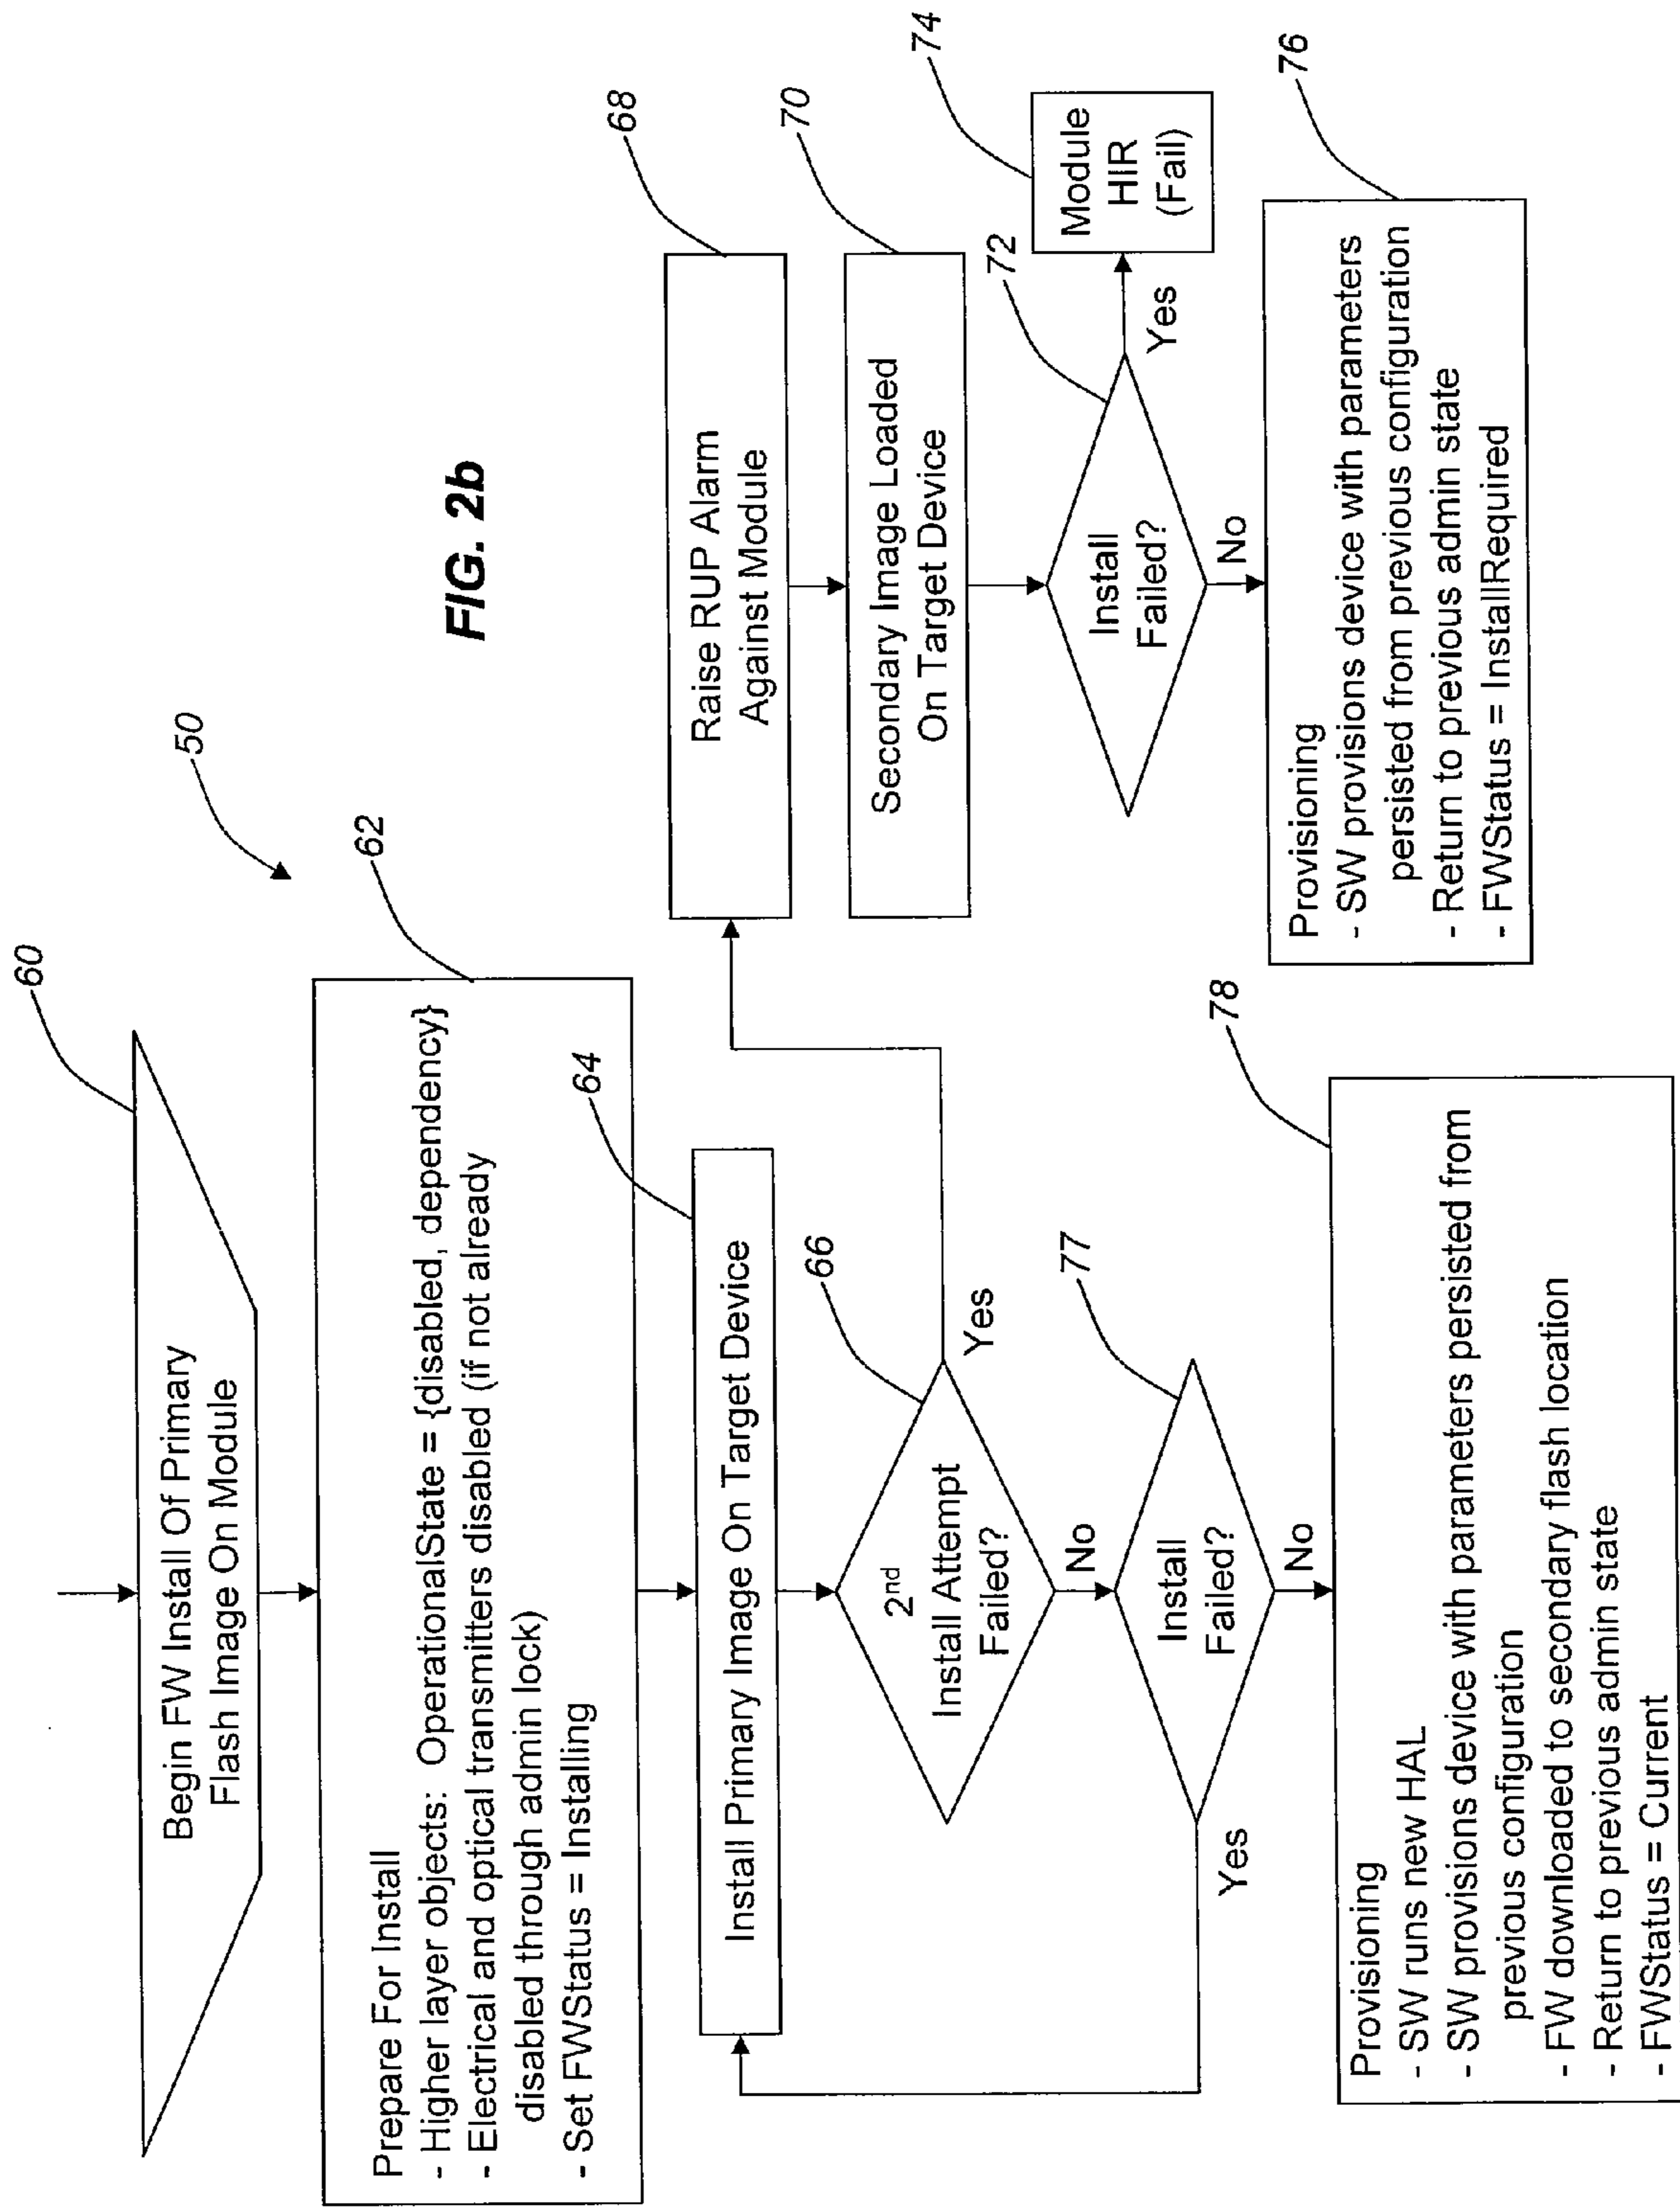 50
60
Begin FW Install Of Primary
Flash Image On Module
62
Prepare For Install
- Higher layer objects: OperationalState = {disabled, dependency}
- Electrical and optical transmitters disabled (if not already
disabled through admin lock)
- Set FWStatus = Installing
64
Install Primary Image On Target Device
66
2nd
Install Attempt
Failed?
Yes
No
77
Install
Failed?
Yes
No
78
Provisioning
- SW runs new HAL
- SW provisions device with parameters persisted from
previous configuration
- FW downloaded to secondary flash location
- Return to previous admin state
- FWStatus = Current
FIG. 2b
68
Raise RUP Alarm
Against Module
70
Secondary Image Loaded
On Target Device
72
Install
Failed?
Yes
No
74
Module
HIR
(Fail)
76
Provisioning
- SW provisions device with parameters
persisted from previous configuration
- Return to previous admin state
- FWStatus = InstallRequired